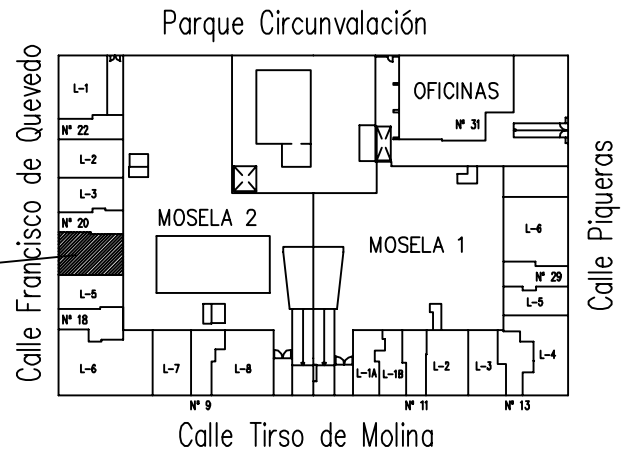 Parque Circunvalación
Calle Francisco de Quevedo
L-1
Nº 22
L-2
L-3
Nº 20
L-5
Nº 18
L-6
L-7
L-8
Nº 9
MOSELA 2
MOSELA 1
OFICINAS
Nº 31
L-6
Nº 29
L-5
L-4
L-1A
L-1B
L-2
L-3
Nº 11
Nº 13
Calle Piqueras
Calle Tirso de Molina